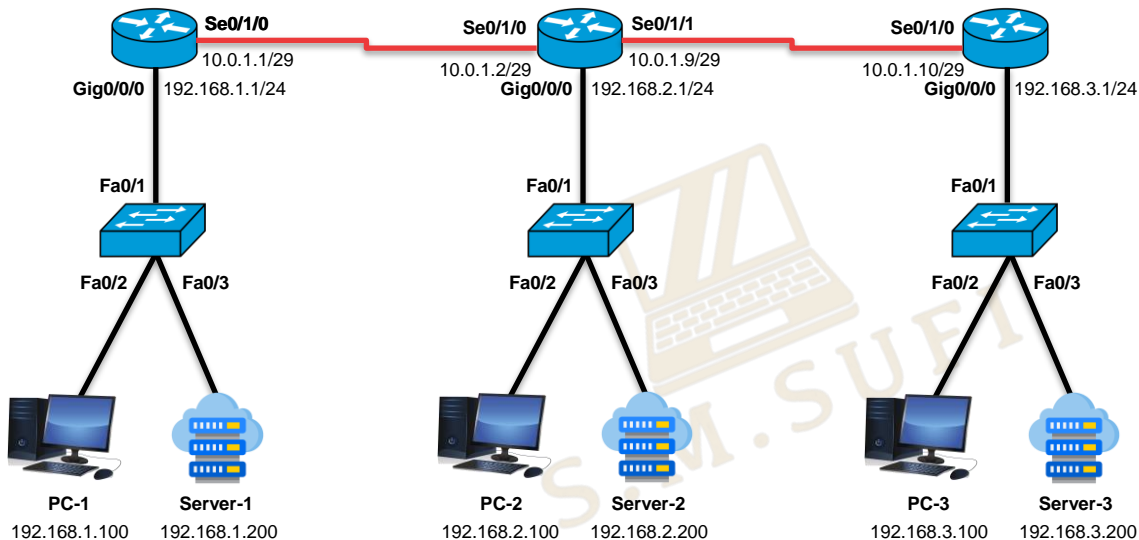 Se0/1/0
Se0/1/0
Se0/1/1
Se0/1/0
10.0.1.1/29
10.0.1.2/29
10.0.1.9/29
10.0.1.10/29
Gig0/0/0
192.168.1.1/24
Gig0/0/0
192.168.2.1/24
Gig0/0/0
192.168.3.1/24
Fa0/1
Fa0/1
Fa0/1
Fa0/2
Fa0/3
Fa0/2
Fa0/3
Fa0/2
Fa0/3
S.M.SUFI
PC-1
Server-1
PC-2
Server-2
PC-3
Server-3
192.168.1.100
192.168.1.200
192.168.2.100
192.168.2.200
192.168.3.100
192.168.3.200